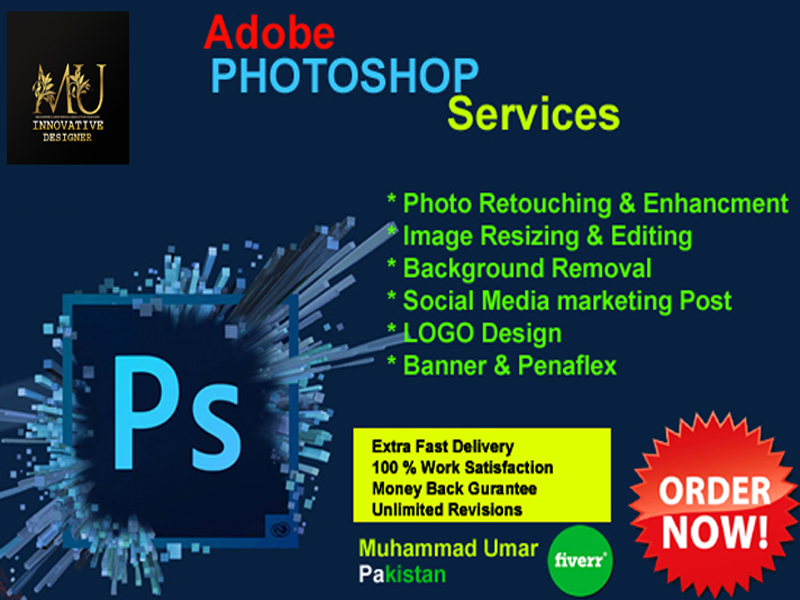 MU
INNOVATIVE
DESIGNER
Adobe
PHOTOSHOP
Services
* Photo Retouching & Enhancment
* Image Resizing & Editing
* Background Removal
* Social Media marketing Post
* LOGO Design
* Banner & Penaflex
Ps
Extra Fast Delivery
100 % Work Satisfaction
Money Back Gurantee
Unlimited Revisions
Muhammad Umar
Pakistan
fiverr
ORDER
NOW!